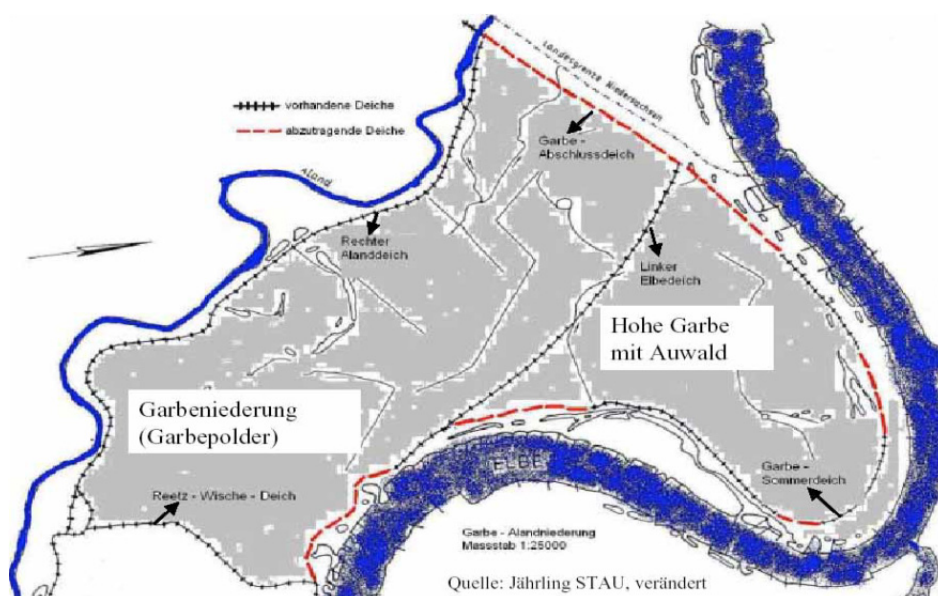 Landesgrenze Niedersachsen
vorhandene Deiche
abzutragende Deiche
Garbe -
Abschlussdeich
Aland
Rechter
Alanddeich
Linker
Elbedeich
Hohe Garbe
mit Auwald
Garbeniederung
(Garbepolder)
ELBE
Garbe -
Sommerdeich
Reetz - Wische - Deich
Garbe - Alandniederung
Massstab 1:25000
Quelle: Jährling STAU, verändert